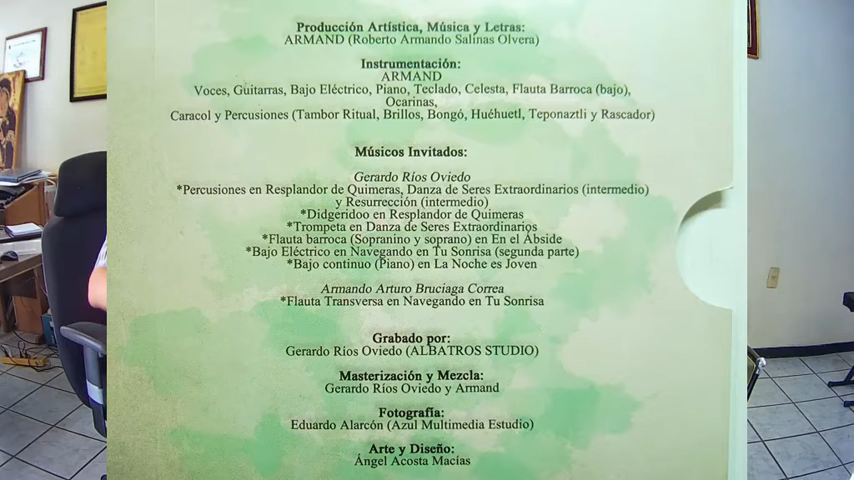 Producción Artística, Música y Letras:
ARMAND (Roberto Armando Salinas Olvera)
Instrumentación:
ARMAND
Voces, Guitarras, Bajo Eléctrico, Piano, Teclado, Celesta, Flauta Barroca (bajo),
Ocarinas,
Caracol y Percusiones (Tambor Ritual, Brillos, Bongó, Huéhuetl, Teponaztli y Rascador)
Músicos Invitados:
Gerardo Ríos Oviedo
*Percusiones en Resplandor de Quimeras, Danza de Seres Extraordinarios (intermedio)
y Resurrección (intermedio)
*Didgeridoo en Resplandor de Quimeras
*Trompeta en Danza de Seres Extraordinarios
*Flauta barroca (Sopranino y soprano) en En el Ábside
*Bajo Eléctrico en Navegando en Tu Sonrisa (segunda parte)
*Bajo continuo (Piano) en La Noche es Joven
Armando Arturo Bruciaga Correa
*Flauta Transversa en Navegando en Tu Sonrisa
Grabado por:
Gerardo Ríos Oviedo (ALBATROS STUDIO)
Masterización y Mezcla:
Gerardo Ríos Oviedo y Armand
Fotografía:
Eduardo Alarcón (Azul Multimedia Estudio)
Arte y Diseño:
Ángel Acosta Macías